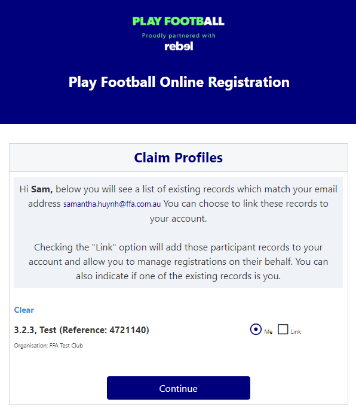 PLAY FOOTBALL
Proudly partnered with
rebel
Play Football Online Registration
Claim Profiles
Hi Sam, below you will see a list of existing records which match your email
address samantha.huynh@ffa.com.au You can choose to link these records to
your account.
Checking the "Link" option will add those participant records to your
account and allow you to manage registrations on their behalf. You can
also indicate if one of the existing records is you.
Clear
3.2.3, Test (Reference: 4721140)
Me Link
Organisation: FFA Test Club
Continue